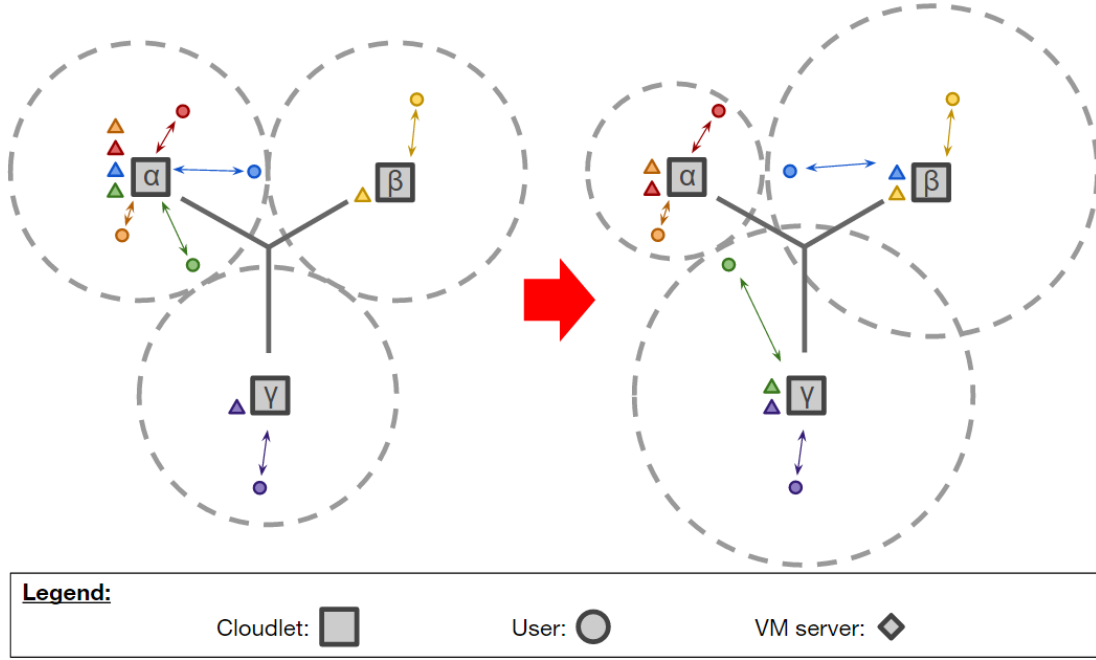 α
β
γ
α
β
γ
Legend:
Cloudlet:
User:
VM server: